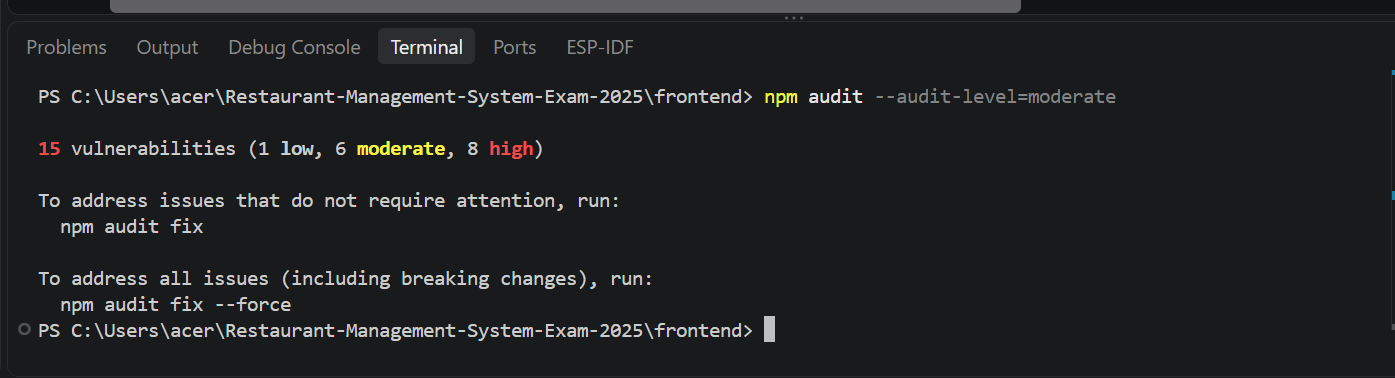 Problems Output Debug Console Terminal Ports ESP-IDF
PS C:\Users\acer\Restaurant-Management-System-Exam-2025\frontend> npm audit --audit-level=moderate
15 vulnerabilities (1 low, 6 moderate, 8 high)
To address issues that do not require attention, run:
npm audit fix
To address all issues (including breaking changes), run:
npm audit fix --force
PS C:\Users\acer\Restaurant-Management-System-Exam-2025\frontend>